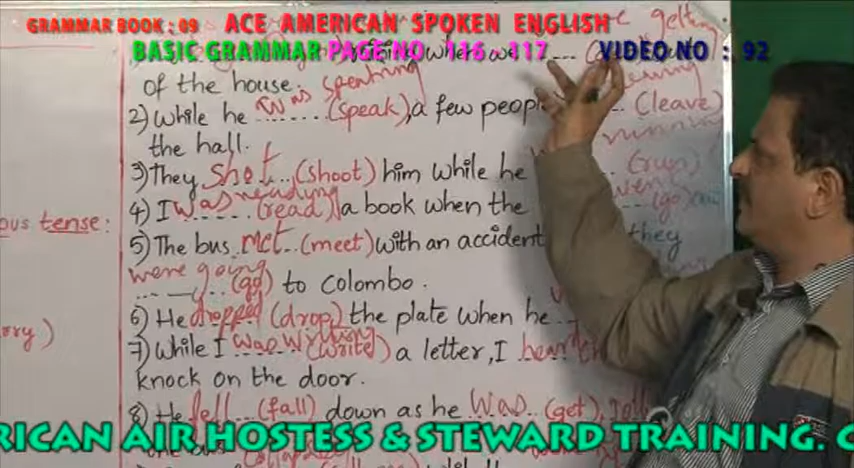 GRAMMAR BOOK : 09 ACE AMERICAN SPOKEN ENGLISH
BASIC GRAMMAR PAGE NO 116 - 117 VIDEO NO : 92
when we getting
of the house.
2) While he was speaking (speak), a few people (leave)
the hall.
3) They shot (shoot) him while he running (run)
4) I was reading (read) a book when the (go)
5) The bus met (meet) with an accident they
were going (go) to Colombo.
6) He dropped (drop) the plate when he
7) While I was writing (write) a letter, I heard
knock on the door.
8) He fell (fall) down as he was (get)
ous tense:
rry)
RICAN AIR HOSTESS & STEWARD TRAINING.C